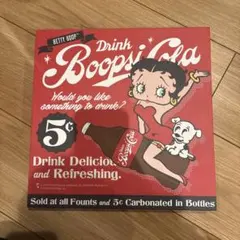 BETTY BOOP™
Drink
Boopsi Cola
Would you like
something to drink?
5¢
Drink Delicious
and Refreshing.
Sold at all Founts and 5¢ Carbonated in Bottles